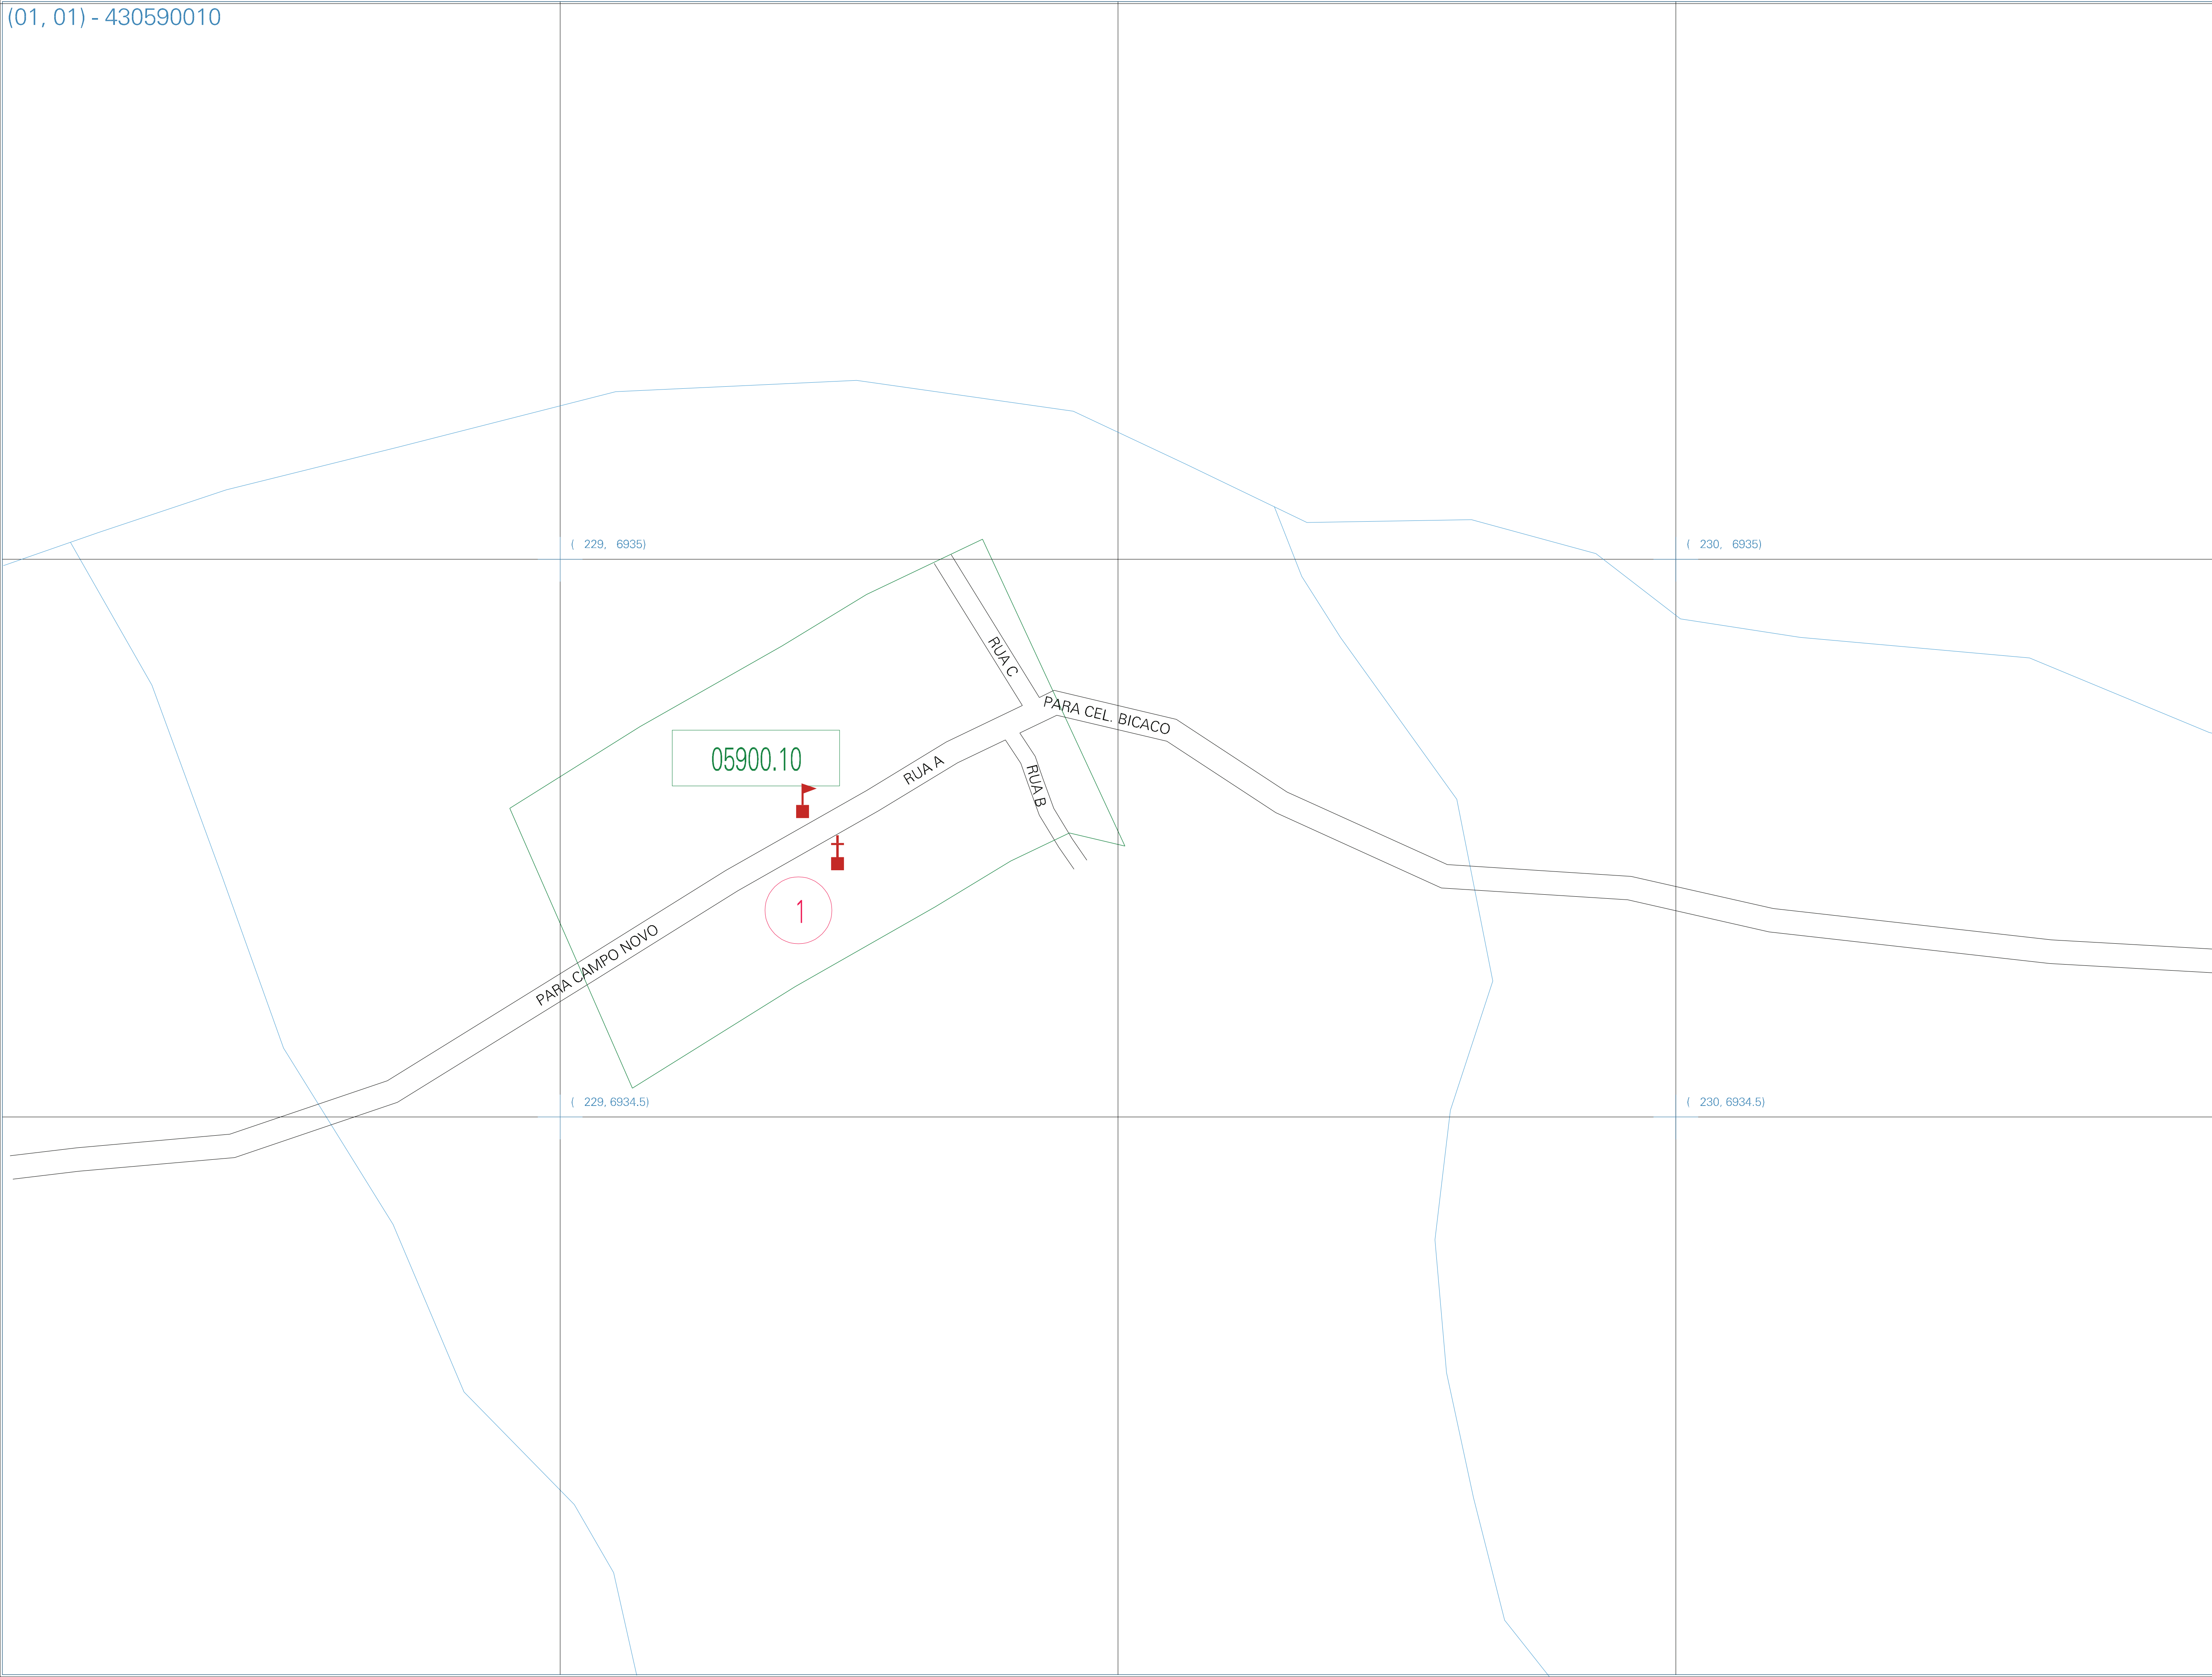 (01, 01) - 430590010
( 229, 6935)
( 230, 6935)
RUA C
PARA CEL. BICACO
05900.10
RUA A
RUA B
1
PARA CAMPO NOVO
( 229, 6934.5)
( 230, 6934.5)